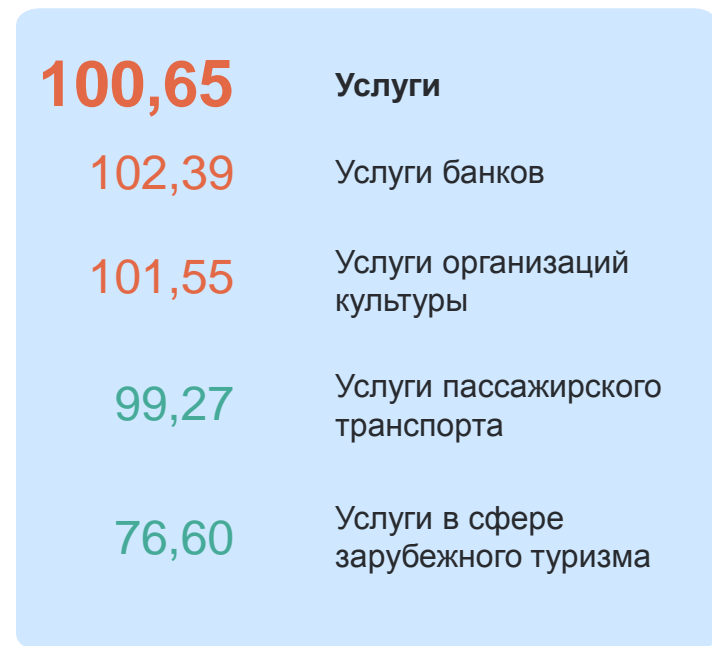 100,65 Услуги
102,39 Услуги банков
101,55 Услуги организаций
культуры
99,27 Услуги пассажирского
транспорта
76,60 Услуги в сфере
зарубежного туризма